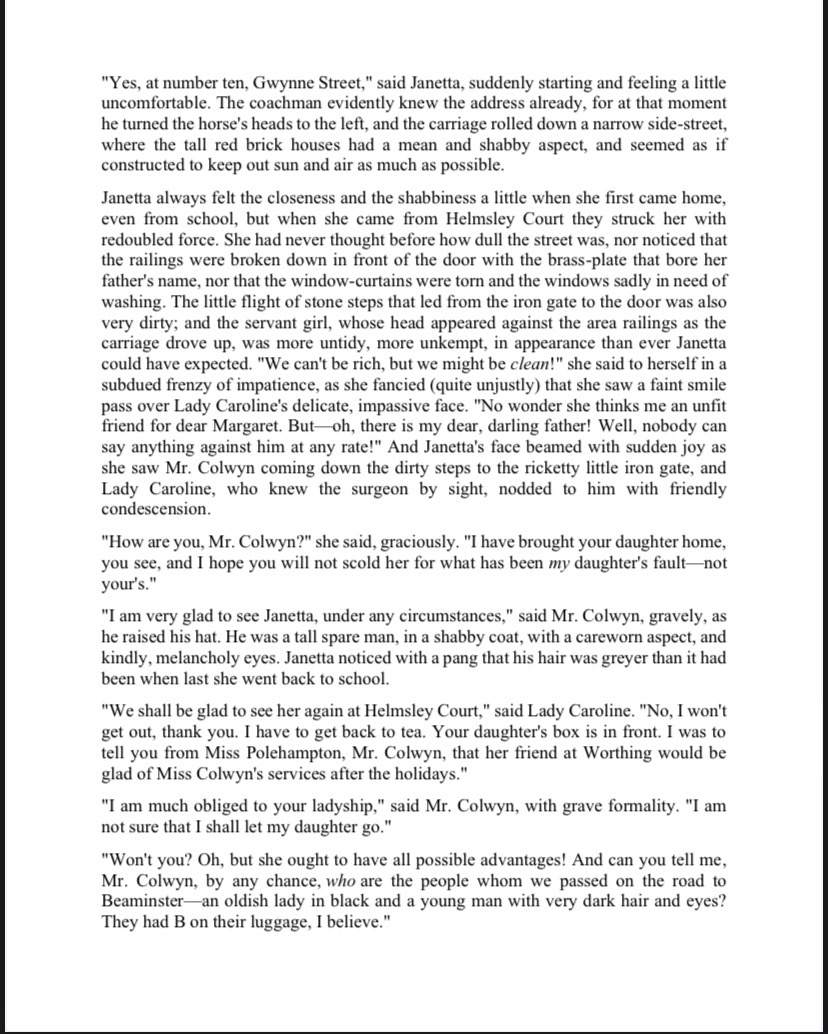 "Yes, at number ten, Gwynne Street," said Janetta, suddenly starting and feeling a little
uncomfortable. The coachman evidently knew the address already, for at that moment
he turned the horse's heads to the left, and the carriage rolled down a narrow side-street,
where the tall red brick houses had a mean and shabby aspect, and seemed as if
constructed to keep out sun and air as much as possible.
Janetta always felt the closeness and the shabbiness a little when she first came home,
even from school, but when she came from Helmsley Court they struck her with
redoubled force. She had never thought before how dull the street was, nor noticed that
the railings were broken down in front of the door with the brass-plate that bore her
father's name, nor that the window-curtains were torn and the windows sadly in need of
washing. The little flight of stone steps that led from the iron gate to the door was also
very dirty; and the servant girl, whose head appeared against the area railings as the
carriage drove up, was more untidy, more unkempt, in appearance than ever Janetta
could have expected. "We can't be rich, but we might be clean!" she said to herself in a
subdued frenzy of impatience, as she fancied (quite unjustly) that she saw a faint smile
pass over Lady Caroline's delicate, impassive face. "No wonder she thinks me an unfit
friend for dear Margaret. But—oh, there is my dear, darling father! Well, nobody can
say anything against him at any rate!" And Janetta's face beamed with sudden joy as
she saw Mr. Colwyn coming down the dirty steps to the ricketty little iron gate, and
Lady Caroline, who knew the surgeon by sight, nodded to him with friendly
condescension.
"How are you, Mr. Colwyn?" she said, graciously. "I have brought your daughter home,
you see, and I hope you will not scold her for what has been my daughter's fault—not
your's."
"I am very glad to see Janetta, under any circumstances," said Mr. Colwyn, gravely, as
he raised his hat. He was a tall spare man, in a shabby coat, with a careworn aspect, and
kindly, melancholy eyes. Janetta noticed with a pang that his hair was greyer than it had
been when last she went back to school.
"We shall be glad to see her again at Helmsley Court," said Lady Caroline. "No, I won't
get out, thank you. I have to get back to tea. Your daughter's box is in front. I was to
tell you from Miss Polehampton, Mr. Colwyn, that her friend at Worthing would be
glad of Miss Colwyn's services after the holidays."
"I am much obliged to your ladyship," said Mr. Colwyn, with grave formality. "I am
not sure that I shall let my daughter go."
"Won't you? Oh, but she ought to have all possible advantages! And can you tell me,
Mr. Colwyn, by any chance, who are the people whom we passed on the road to
Beaminster—an oldish lady in black and a young man with very dark hair and eyes?
They had B on their luggage, I believe."